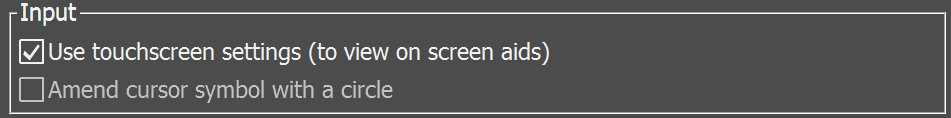 Input
Use touchscreen settings (to view on screen aids)
Amend cursor symbol with a circle